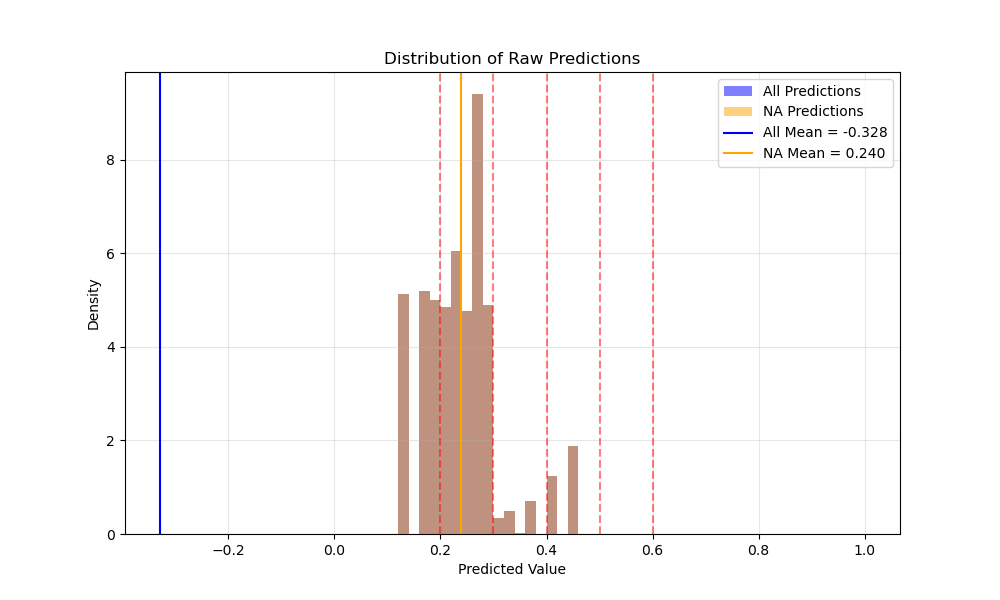 Distribution of Raw Predictions
All Predictions
NA Predictions
All Mean = -0.328
NA Mean = 0.240
Density
8
6
4
2
0
−0.2 0.0 0.2 0.4 0.6 0.8 1.0
Predicted Value